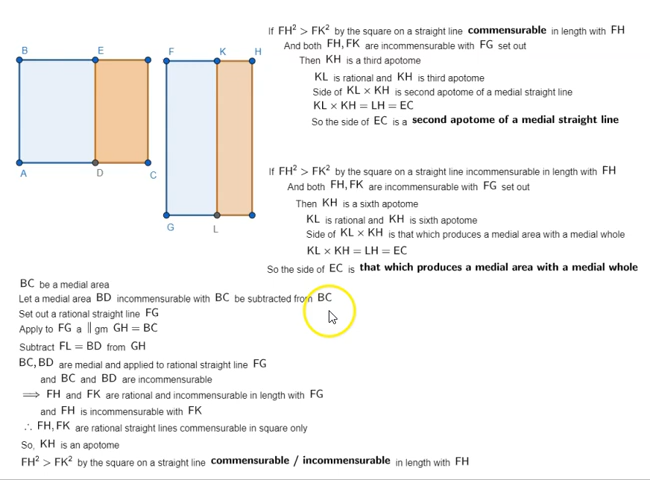 If FH² > FK² by the square on a straight line commensurable in length with FH
And both FH, FK are incommensurable with FG set out
Then KH is a third apotome
KL is rational and KH is third apotome
Side of KL × KH is second apotome of a medial straight line
KL × KH = LH = EC
So the side of EC is a second apotome of a medial straight line
B E F K H
A D C
G L
If FH² > FK² by the square on a straight line incommensurable in length with FH
And both FH, FK are incommensurable with FG set out
Then KH is a sixth apotome
KL is rational and KH is sixth apotome
Side of KL × KH is that which produces a medial area with a medial whole
KL × KH = LH = EC
So the side of EC is that which produces a medial area with a medial whole
BC be a medial area
Let a medial area BD incommensurable with BC be subtracted from BC
Set out a rational straight line FG
Apply to FG a ∥ gm GH = BC
Subtract FL = BD from GH
BC, BD are medial and applied to rational straight line FG
and BC and BD are incommensurable
⟹ FH and FK are rational and incommensurable in length with FG
and FH is incommensurable with FK
∴ FH, FK are rational straight lines commensurable in square only
So, KH is an apotome
FH² > FK² by the square on a straight line commensurable / incommensurable in length with FH